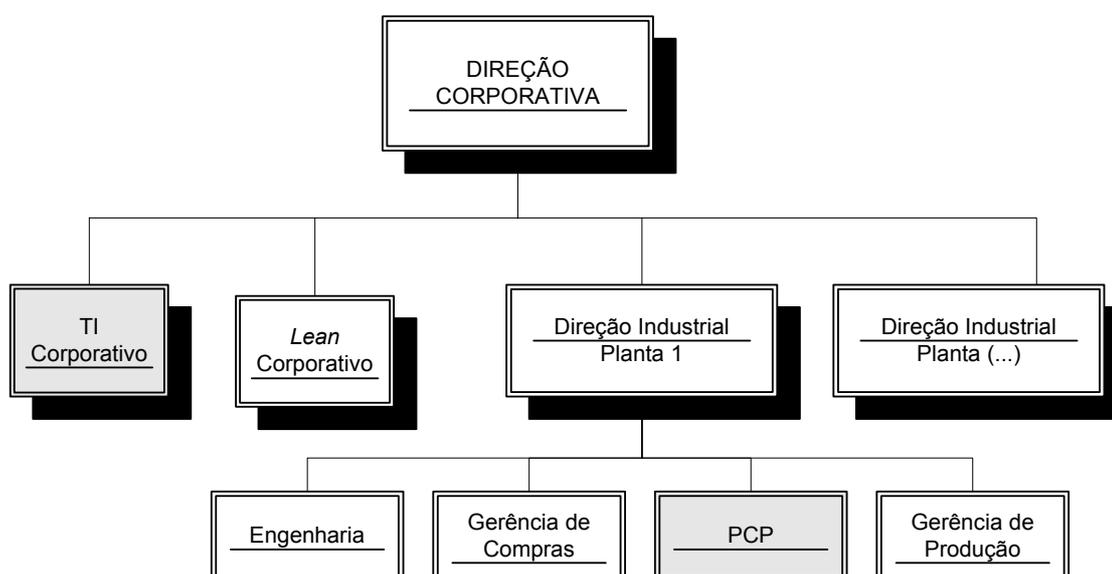 DIREÇÃO
CORPORATIVA
TI
Corporativo
Lean
Corporativo
Direção Industrial
Planta 1
Direção Industrial
Planta (...)
Engenharia
Gerência de
Compras
PCP
Gerência de
Produção